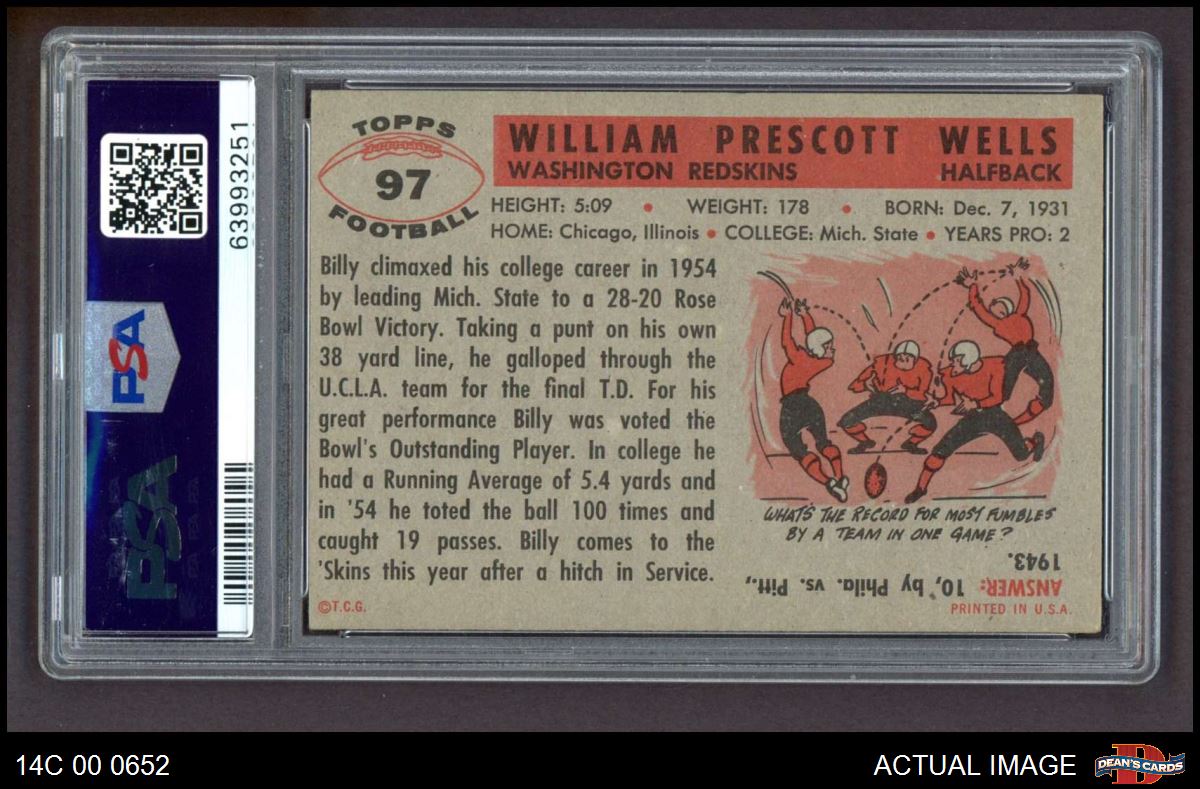 63993251
PSA
PSA
TOPPS
97
FOOTBALL
WILLIAM PRESCOTT WELLS
WASHINGTON REDSKINS HALFBACK
HEIGHT: 5:09 • WEIGHT: 178 • BORN: Dec. 7, 1931
HOME: Chicago, Illinois • COLLEGE: Mich. State • YEARS PRO: 2
Billy climaxed his college career in 1954
by leading Mich. State to a 28-20 Rose
Bowl Victory. Taking a punt on his own
38 yard line, he galloped through the
U.C.L.A. team for the final T.D. For his
great performance Billy was voted the
Bowl's Outstanding Player. In college he
had a Running Average of 5.4 yards and
in '54 he toted the ball 100 times and
caught 19 passes. Billy comes to the
'Skins this year after a hitch in Service.
©T.C.G.
WHAT'S THE RECORD FOR MOST FUMBLES
BY A TEAM IN ONE GAME?
ANSWER: 10, by Phila. vs. Pitt.,
1943.
PRINTED IN U.S.A.
14C 00 0652
ACTUAL IMAGE
DEAN'S CARDS